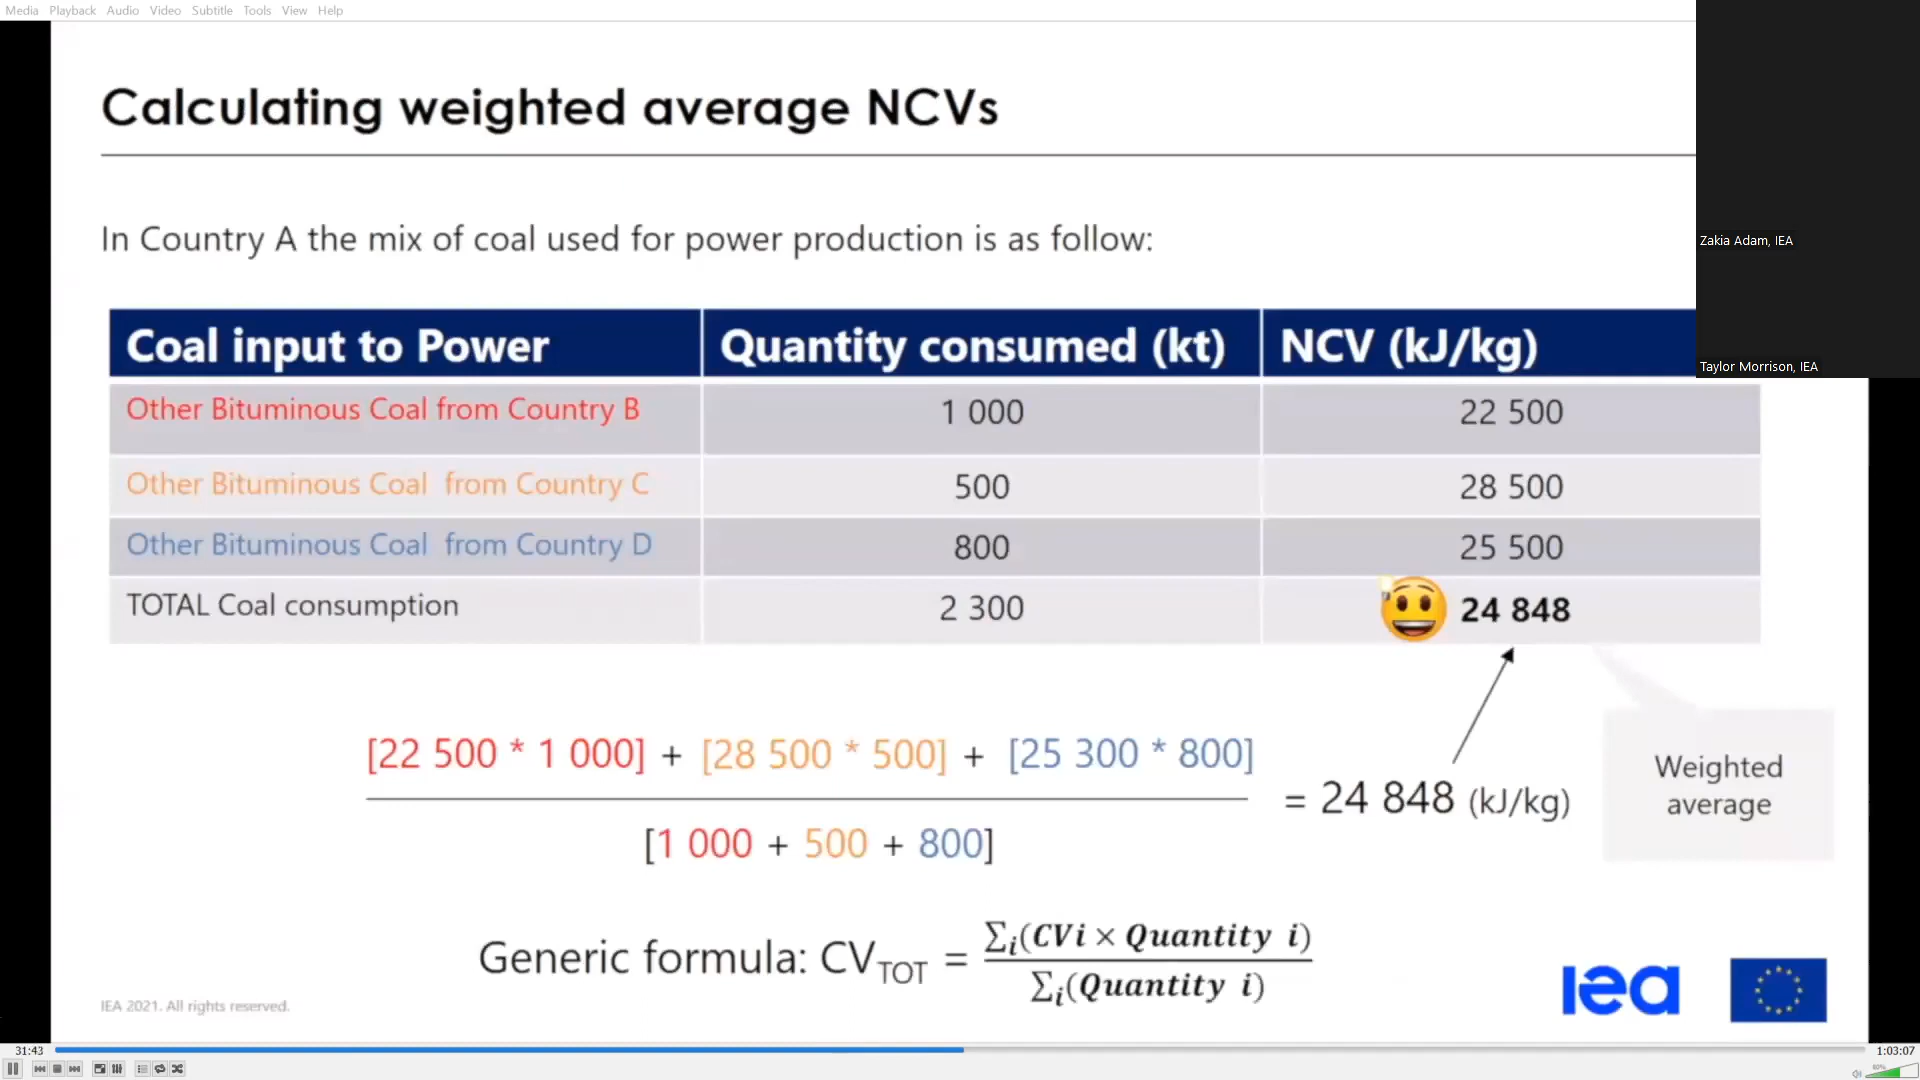 Media Playback Audio Video Subtitle Tools View Help
Calculating weighted average NCVs
In Country A the mix of coal used for power production is as follow:
Zakia Adam, IEA
Taylor Morrison, IEA
Coal input to Power Quantity consumed (kt) NCV (kJ/kg)
Other Bituminous Coal from Country B 1 000 22 500
Other Bituminous Coal from Country C 500 28 500
Other Bituminous Coal from Country D 800 25 500
TOTAL Coal consumption 2 300 24 848
[22 500 * 1 000] + [28 500 * 500] + [25 300 * 800]
[1 000 + 500 + 800]
= 24 848 (kJ/kg)
Weighted
average
Generic formula: CV_TOT = ∑i(CVi × Quantity i)
∑i(Quantity i)
IEA 2021. All rights reserved.
iea
31:43 1:03:07
80%